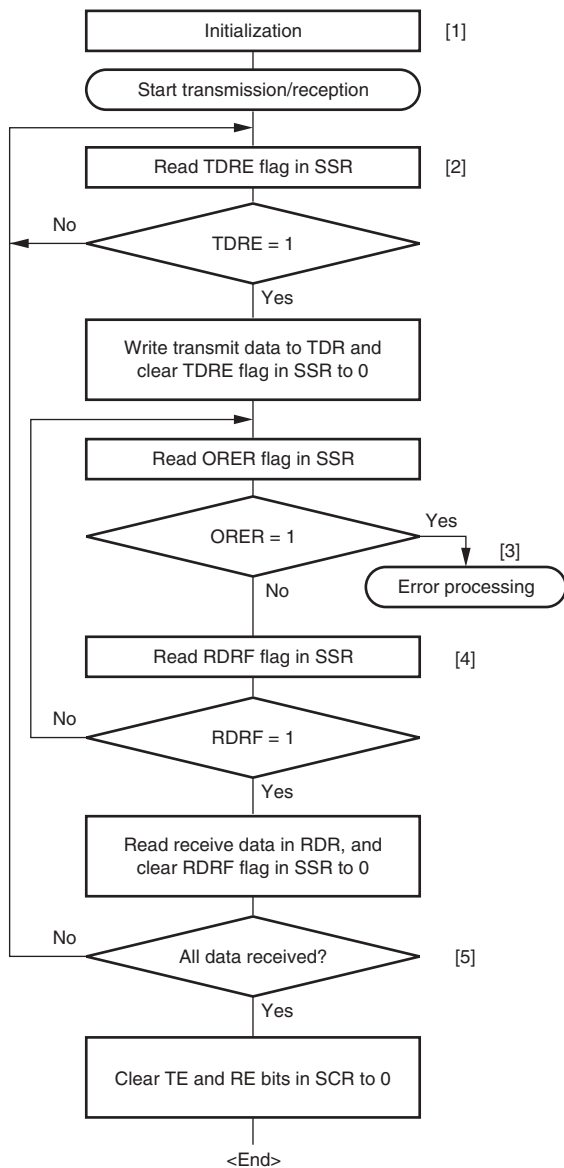 Initialization [1]
Start transmission/reception
Read TDRE flag in SSR [2]
No
TDRE = 1
Yes
Write transmit data to TDR and
clear TDRE flag in SSR to 0
Read ORER flag in SSR
Yes
ORER = 1
[3]
Error processing
No
Read RDRF flag in SSR [4]
No
RDRF = 1
Yes
Read receive data in RDR, and
clear RDRF flag in SSR to 0
No
All data received? [5]
Yes
Clear TE and RE bits in SCR to 0
<End>